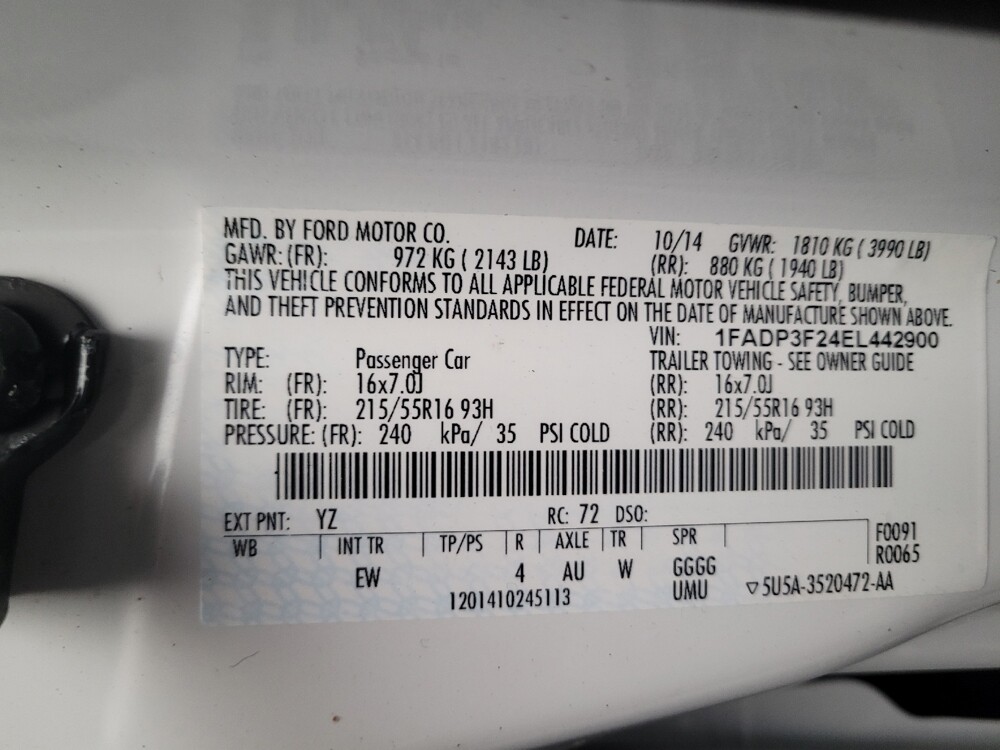 MFD. BY FORD MOTOR CO. DATE: 10/14 GVWR: 1810 KG ( 3990 LB)
GAWR: (FR): 972 KG ( 2143 LB) (RR): 880 KG ( 1940 LB)
THIS VEHICLE CONFORMS TO ALL APPLICABLE FEDERAL MOTOR VEHICLE SAFETY, BUMPER,
AND THEFT PREVENTION STANDARDS IN EFFECT ON THE DATE OF MANUFACTURE SHOWN ABOVE.
VIN: 1FADP3F24EL442900
TYPE: Passenger Car TRAILER TOWING - SEE OWNER GUIDE
RIM: (FR): 16x7.0J (RR): 16x7.0J
TIRE: (FR): 215/55R16 93H (RR): 215/55R16 93H
PRESSURE: (FR): 240 kPa/ 35 PSI COLD (RR): 240 kPa/ 35 PSI COLD
EXT PNT: YZ RC: 72 DSO:
WB INT TR TP/PS R AXLE TR SPR F0091
R0065
EW 4 AU W GGGG
1201410245113 UMU ▽5U5A-3520472-AA